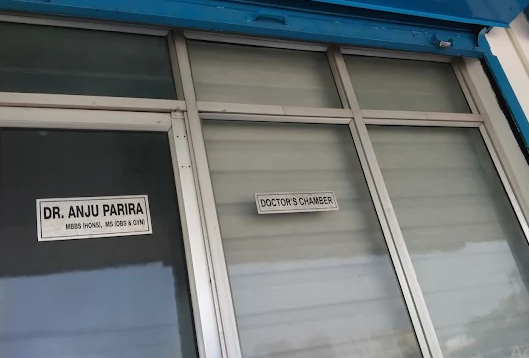 DR. ANJU PARIRA
MBBS (HONS), MS (OBS & GYN)
DOCTOR'S CHAMBER